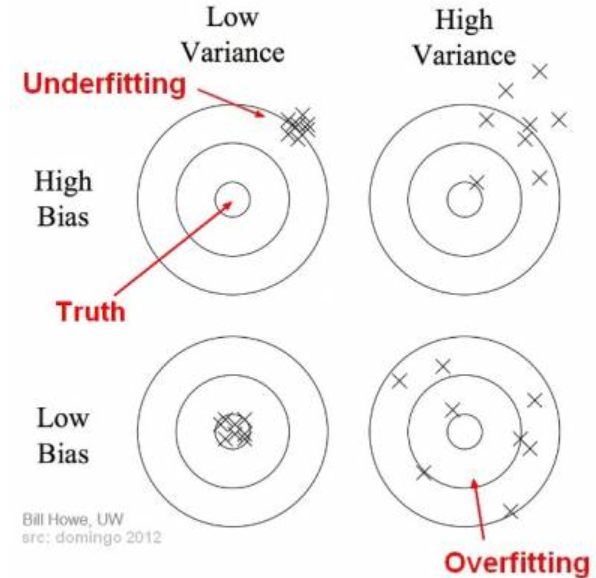 Low
Variance
High
Variance
Underfitting
High
Bias
Truth
Low
Bias
Bill Howe, UW
src: domingo 2012
Overfitting